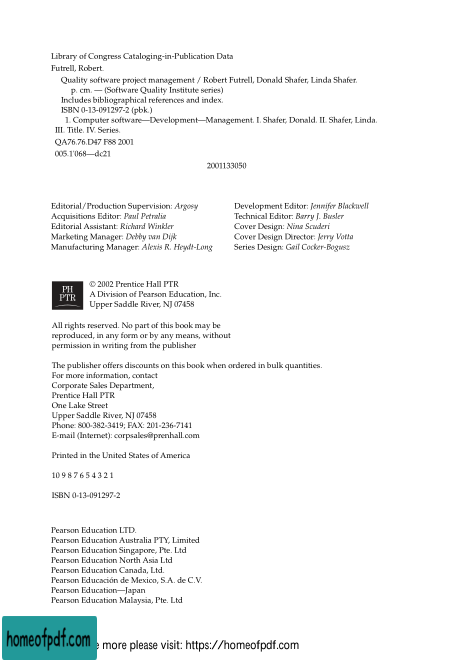 Library of Congress Cataloging-in-Publication Data
Futrell, Robert.
Quality software project management / Robert Futrell, Donald Shafer, Linda Shafer.
p. cm. — (Software Quality Institute series)
Includes bibliographical references and index.
ISBN 0-13-091297-2 (pbk.)
1. Computer software—Development—Management. I. Shafer, Donald. II. Shafer, Linda.
III. Title. IV. Series.
QA76.76.D47 F88 2001
005.1'068—dc21
2001133050
Editorial/Production Supervision: Argosy
Acquisitions Editor: Paul Petralia
Editorial Assistant: Richard Winkler
Marketing Manager: Debby van Dijk
Manufacturing Manager: Alexis R. Heydt-Long
Development Editor: Jennifer Blackwell
Technical Editor: Barry J. Busler
Cover Design: Nina Scuderi
Cover Design Director: Jerry Votta
Series Design: Gail Cocker-Bogusz
PH
PTR
© 2002 Prentice Hall PTR
A Division of Pearson Education, Inc.
Upper Saddle River, NJ 07458
All rights reserved. No part of this book may be
reproduced, in any form or by any means, without
permission in writing from the publisher
The publisher offers discounts on this book when ordered in bulk quantities.
For more information, contact
Corporate Sales Department,
Prentice Hall PTR
One Lake Street
Upper Saddle River, NJ 07458
Phone: 800-382-3419; FAX: 201-236-7141
E-mail (Internet): corpsales@prenhall.com
Printed in the United States of America
10 9 8 7 6 5 4 3 2 1
ISBN 0-13-091297-2
Pearson Education LTD.
Pearson Education Australia PTY, Limited
Pearson Education Singapore, Pte. Ltd
Pearson Education North Asia Ltd
Pearson Education Canada, Ltd.
Pearson Educación de Mexico, S.A. de C.V.
Pearson Education—Japan
Pearson Education Malaysia, Pte. Ltd
homeofpdf.com
more please visit: https://homeofpdf.com